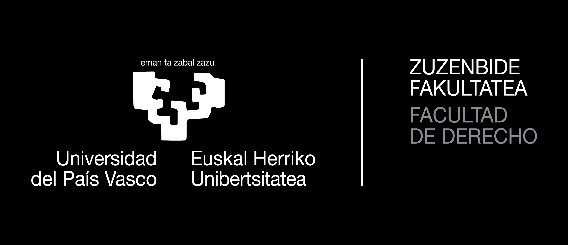 eman ta zabal zazu
Universidad
del País Vasco
Euskal Herriko
Unibertsitatea
ZUZENBIDE
FAKULTATEA
FACULTAD
DE DERECHO